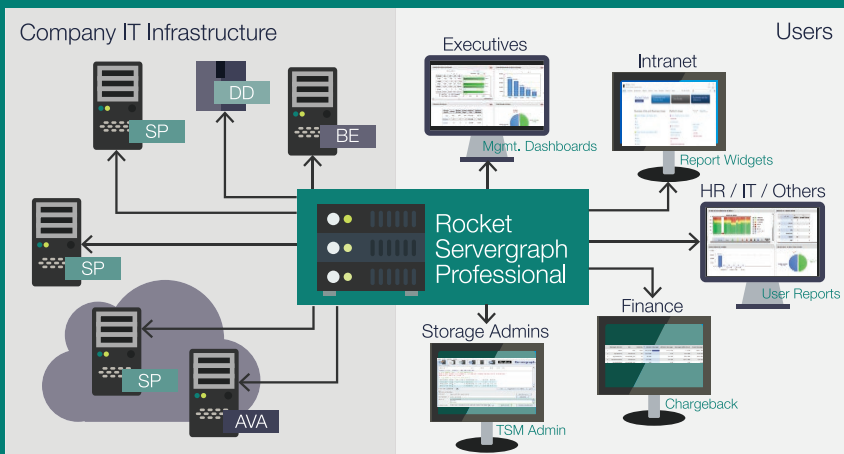 Company IT Infrastructure
Users
SP
DD
BE
SP
SP
AVA
Rocket
Servergraph
Professional
Executives
Mgmt. Dashboards
Intranet
Report Widgets
HR / IT / Others
User Reports
Storage Admins
TSM Admin
Finance
Chargeback